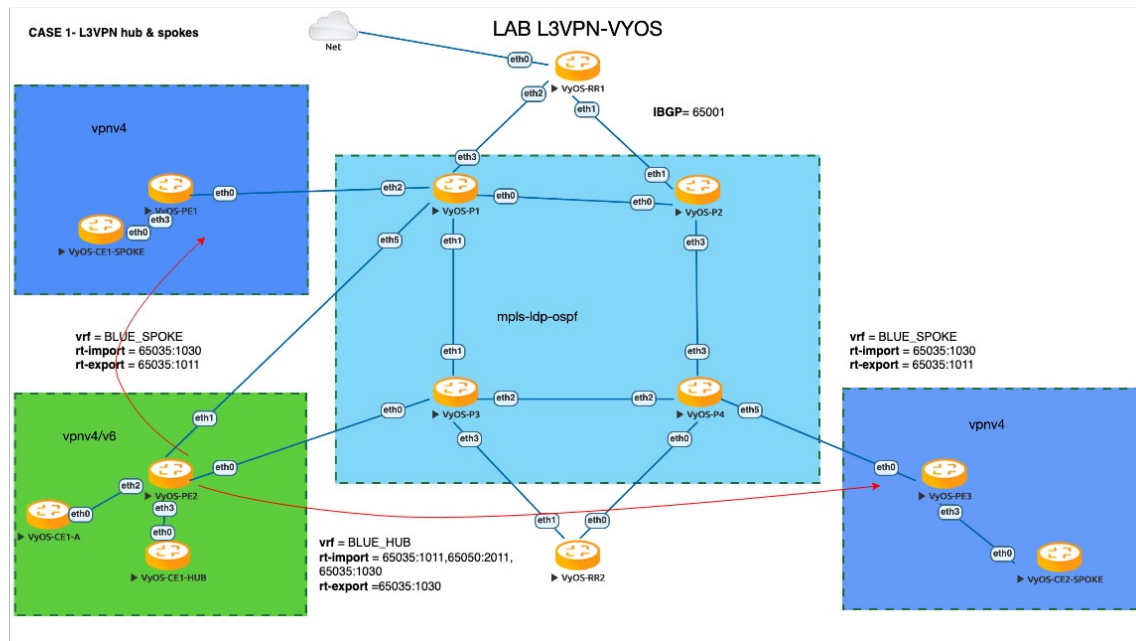 CASE 1- L3VPN hub & spokes
LAB L3VPN-VYOS
Net
eth0
VyOS-RR1
eth2
eth1
IBGP= 65001
vpnv4
eth3
eth1
VyOS-PE1
eth0
eth2
VyOS-P1
eth0
eth0
VyOS-P2
eth3
eth0
VyOS-CE1-SPOKE
eth5
eth1
eth3
mpls-ldp-ospf
vrf = BLUE_SPOKE
rt-import = 65035:1030
rt-export = 65035:1011
vrf = BLUE_SPOKE
rt-import = 65035:1030
rt-export = 65035:1011
eth1
eth3
vpnv4/v6
eth1
eth0
VyOS-P3
eth2
eth2
VyOS-P4
eth5
vpnv4
eth3
eth0
eth0
VyOS-PE2
eth0
VyOS-PE3
eth2
eth3
eth0
VyOS-CE1-A
eth0
VyOS-CE1-HUB
eth3
eth0
VyOS-CE2-SPOKE
eth1
eth0
VyOS-RR2
vrf = BLUE_HUB
rt-import = 65035:1011,65050:2011,
65035:1030
rt-export =65035:1030